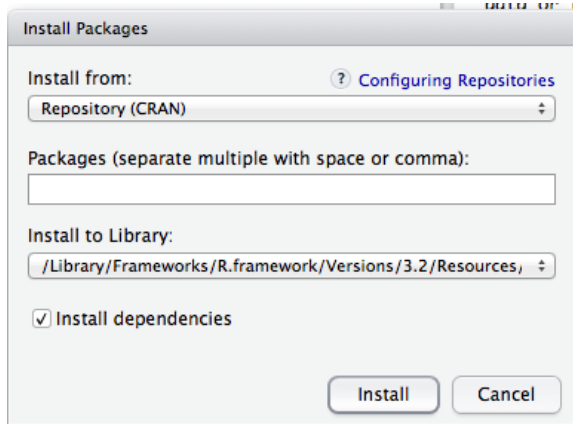 Install Packages
Install from:
? Configuring Repositories
Repository (CRAN)
Packages (separate multiple with space or comma):
Install to Library:
/Library/Frameworks/R.framework/Versions/3.2/Resources/
Install dependencies
Install Cancel